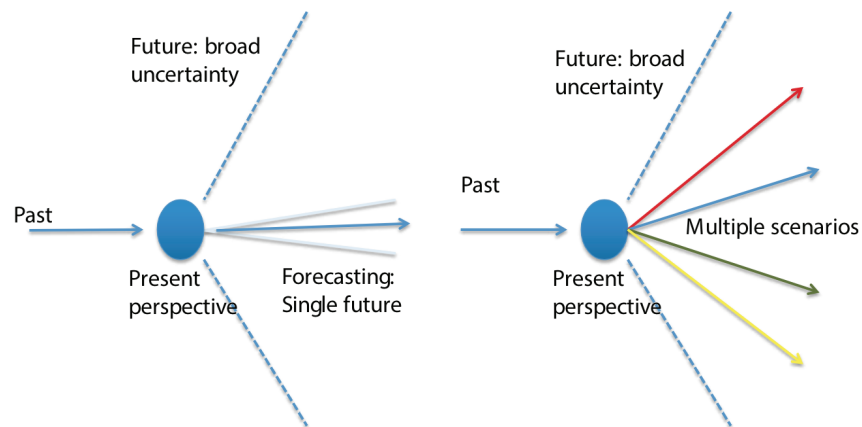 Future: broad
uncertainty
Past
Present
perspective
Forecasting:
Single future
Future: broad
uncertainty
Past
Multiple scenarios
Present
perspective